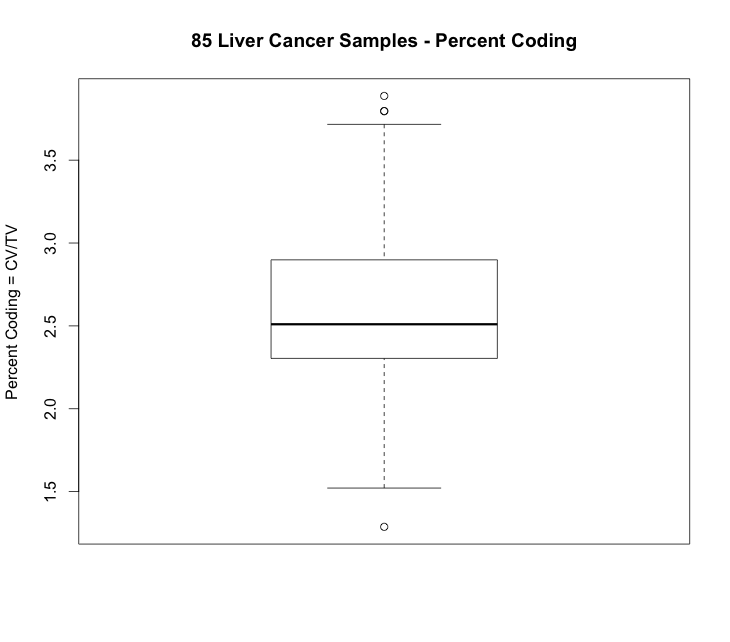 85 Liver Cancer Samples - Percent Coding
Percent Coding = CV/TV
3.5
3.0
2.5
2.0
1.5